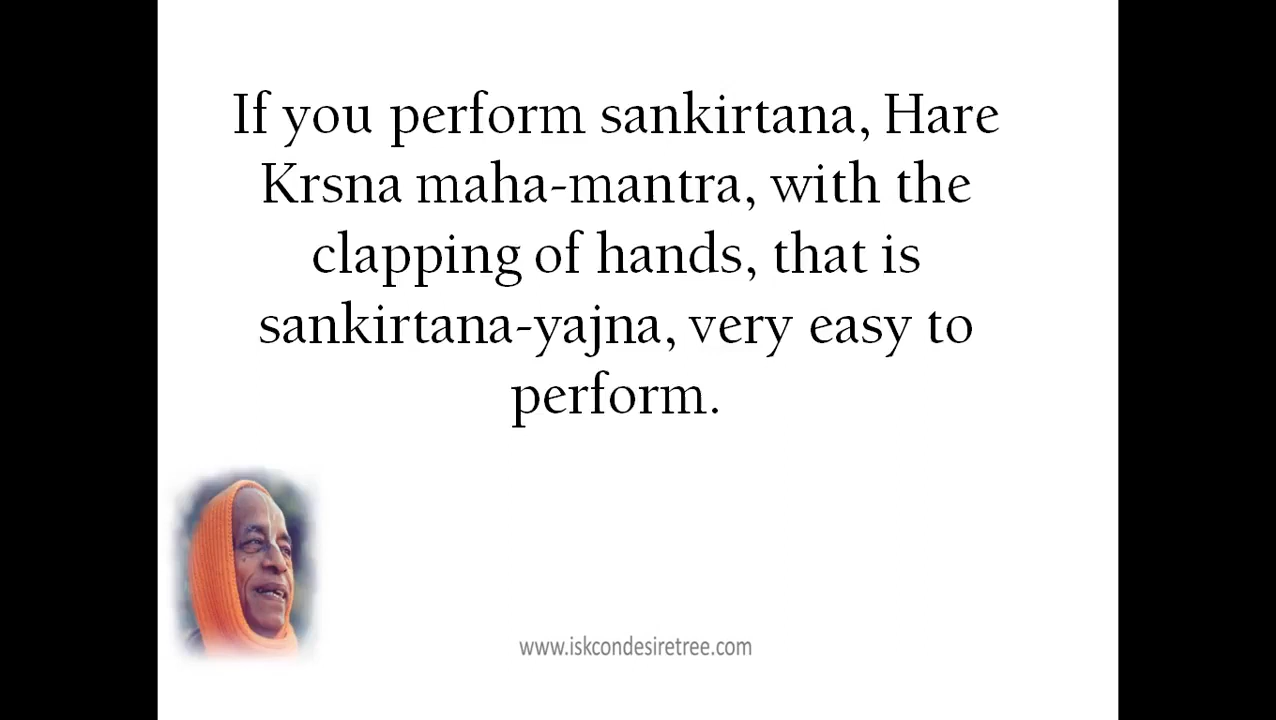 If you perform sankirtana, Hare
Krsna maha-mantra, with the
clapping of hands, that is
sankirtana-yajna, very easy to
perform.
www.iskcondesiretree.com